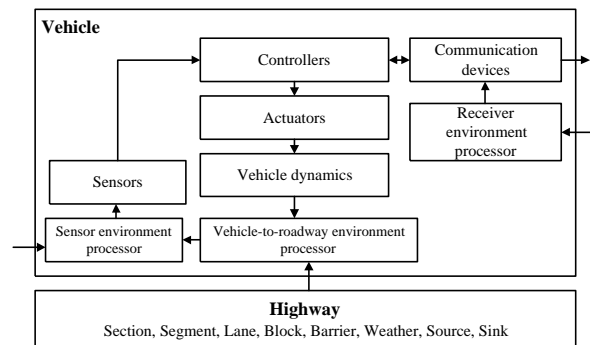 Vehicle
Controllers
Communication
devices
Actuators
Receiver
environment
processor
Sensors
Vehicle dynamics
Sensor environment
processor
Vehicle-to-roadway environment
processor
Highway
Section, Segment, Lane, Block, Barrier, Weather, Source, Sink